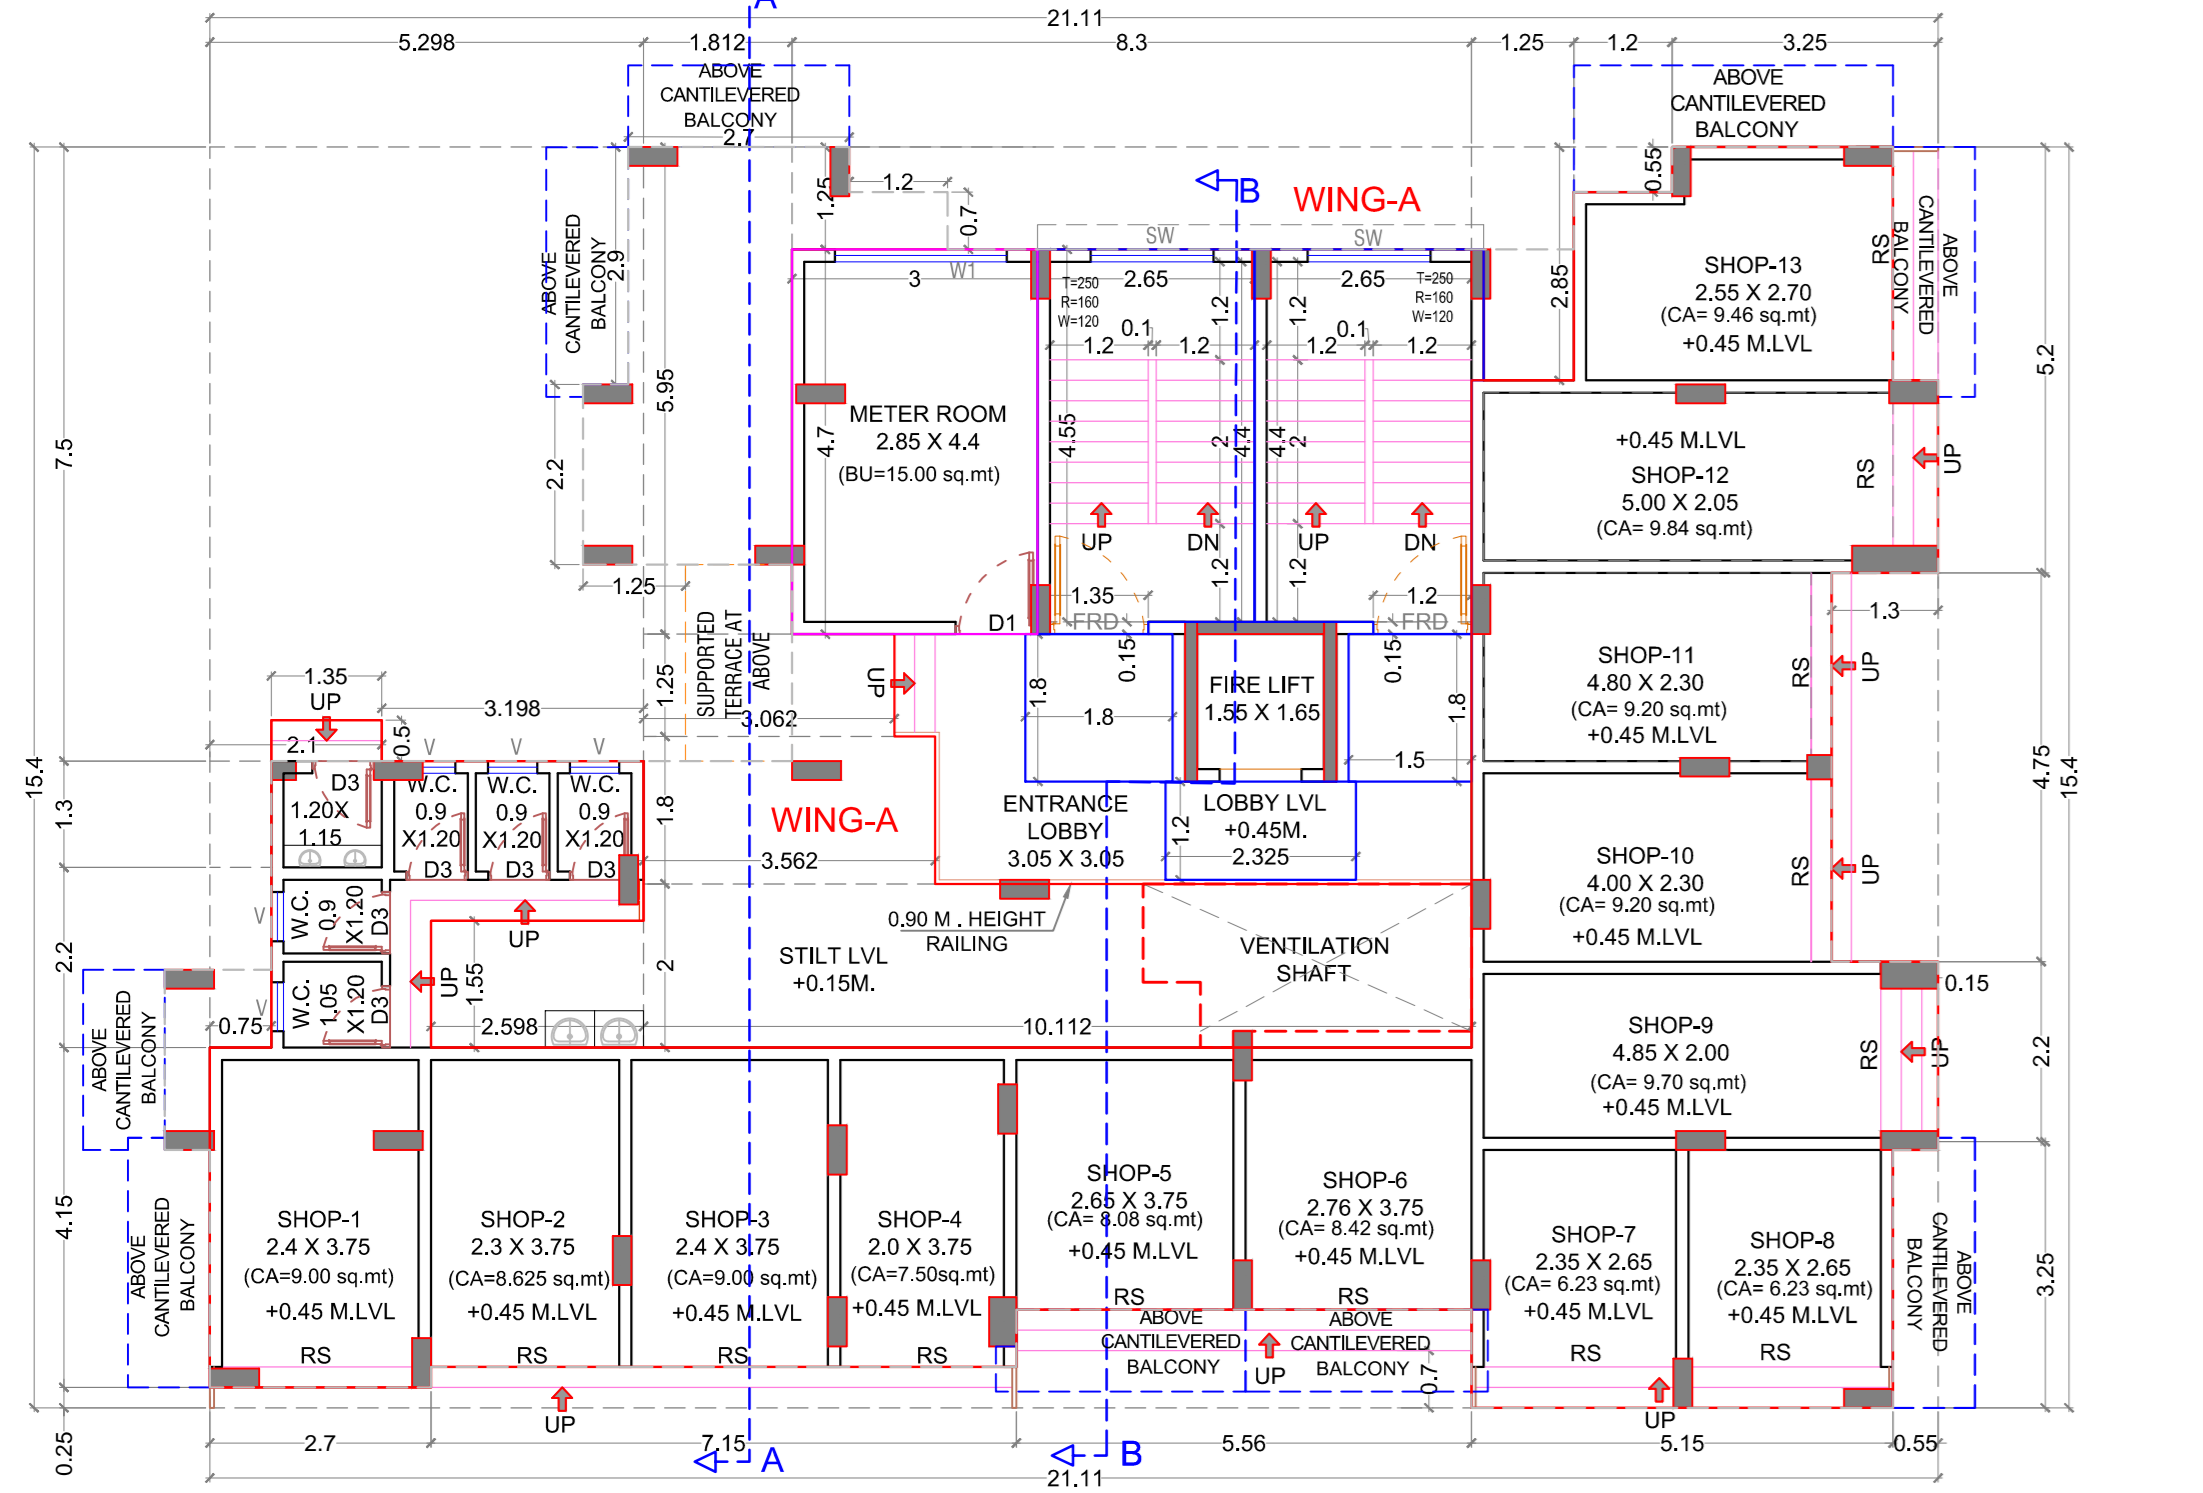 A
21.11
5.298
1.812
8.3
1.25
1.2
3.25
ABOVE
CANTILEVERED
BALCONY
2.7
ABOVE
CANTILEVERED
BALCONY
0.55
1.25
1.2
0.7
B
WING-A
SW
SW
ABOVE
CANTILEVERED
BALCONY
2.9
ABOVE
CANTILEVERED
BALCONY
RS
SHOP-13
2.55 X 2.70
(CA= 9.46 sq.mt)
+0.45 M.LVL
2.85
3
W1
2.65
2.65
T=250
R=160
W=120
T=250
R=160
W=120
1.2
1.2
0.1
0.1
1.2
1.2
1.2
1.2
5.2
5.95
7.5
METER ROOM
2.85 X 4.4
(BU=15.00 sq.mt)
4.7
4.55
2
4.4
4.4
2
+0.45 M.LVL
SHOP-12
5.00 X 2.05
(CA= 9.84 sq.mt)
RS
UP
2.2
UP
DN
UP
DN
1.2
1.2
1.25
1.35
1.2
FRD
FRD
D1
1.3
SUPPORTED
TERRACE AT
ABOVE
1.25
UP
0.15
0.15
1.8
1.8
1.8
1.5
FIRE LIFT
1.55 X 1.65
SHOP-11
4.80 X 2.30
(CA= 9.20 sq.mt)
+0.45 M.LVL
RS
UP
1.35
UP
3.198
3.062
2.1
0.5
V
V
V
15.4
4.75
15.4
1.3
D3
1.20X
1.15
W.C.
0.9
X1.20
D3
W.C.
0.9
X1.20
D3
W.C.
0.9
X1.20
D3
1.8
WING-A
3.562
ENTRANCE
LOBBY
3.05 X 3.05
LOBBY LVL
+0.45M.
1.2
2.325
SHOP-10
4.00 X 2.30
(CA= 9.20 sq.mt)
+0.45 M.LVL
RS
UP
V
W.C.
0.9
X1.20
D3
UP
0.90 M . HEIGHT
RAILING
2.2
STILT LVL
+0.15M.
2
VENTILATION
SHAFT
UP
1.55
0.15
V
W.C.
1.05
X1.20
D3
0.75
2.598
10.112
ABOVE
CANTILEVERED
BALCONY
SHOP-9
4.85 X 2.00
(CA= 9.70 sq.mt)
+0.45 M.LVL
RS
UP
2.2
4.15
ABOVE
CANTILEVERED
BALCONY
SHOP-1
2.4 X 3.75
(CA=9.00 sq.mt)
+0.45 M.LVL
RS
SHOP-2
2.3 X 3.75
(CA=8.625 sq.mt)
+0.45 M.LVL
RS
SHOP-3
2.4 X 3.75
(CA=9.00 sq.mt)
+0.45 M.LVL
RS
SHOP-4
2.0 X 3.75
(CA=7.50sq.mt)
+0.45 M.LVL
RS
SHOP-5
2.65 X 3.75
(CA= 8.08 sq.mt)
+0.45 M.LVL
RS
SHOP-6
2.76 X 3.75
(CA= 8.42 sq.mt)
+0.45 M.LVL
RS
SHOP-7
2.35 X 2.65
(CA= 6.23 sq.mt)
+0.45 M.LVL
RS
SHOP-8
2.35 X 2.65
(CA= 6.23 sq.mt)
+0.45 M.LVL
RS
ABOVE
CANTILEVERED
BALCONY
3.25
ABOVE
CANTILEVERED
BALCONY
ABOVE
CANTILEVERED
BALCONY
UP
0.7
UP
UP
0.25
2.7
7.15
5.56
5.15
0.55
A
B
21.11